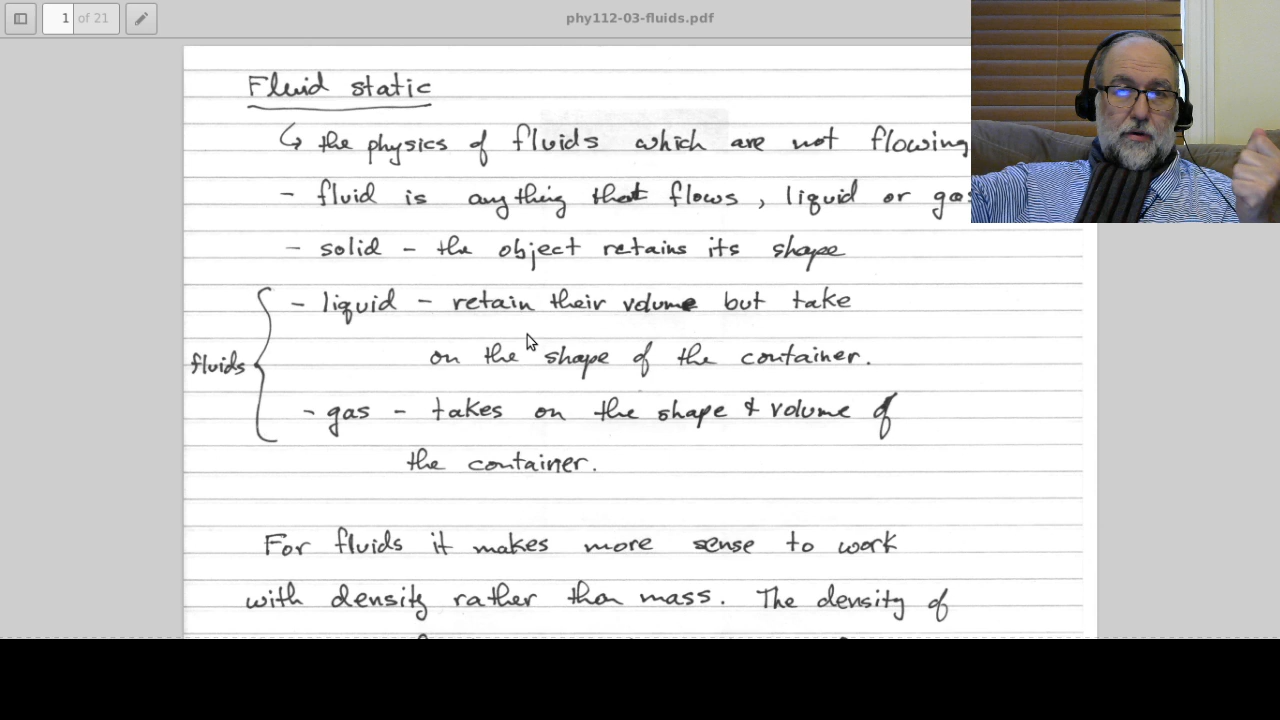 1 of 21
phy112-03-fluids.pdf
Fluid static
↳ the physics of fluids which are not flowing
- fluid is anything that flows, liquid or gas
- solid - the object retains its shape
- liquid - retain their volume but take
on the shape of the container.
fluids
- gas - takes on the shape & volume of
the container.
For fluids it makes more sense to work
with density rather than mass. The density of